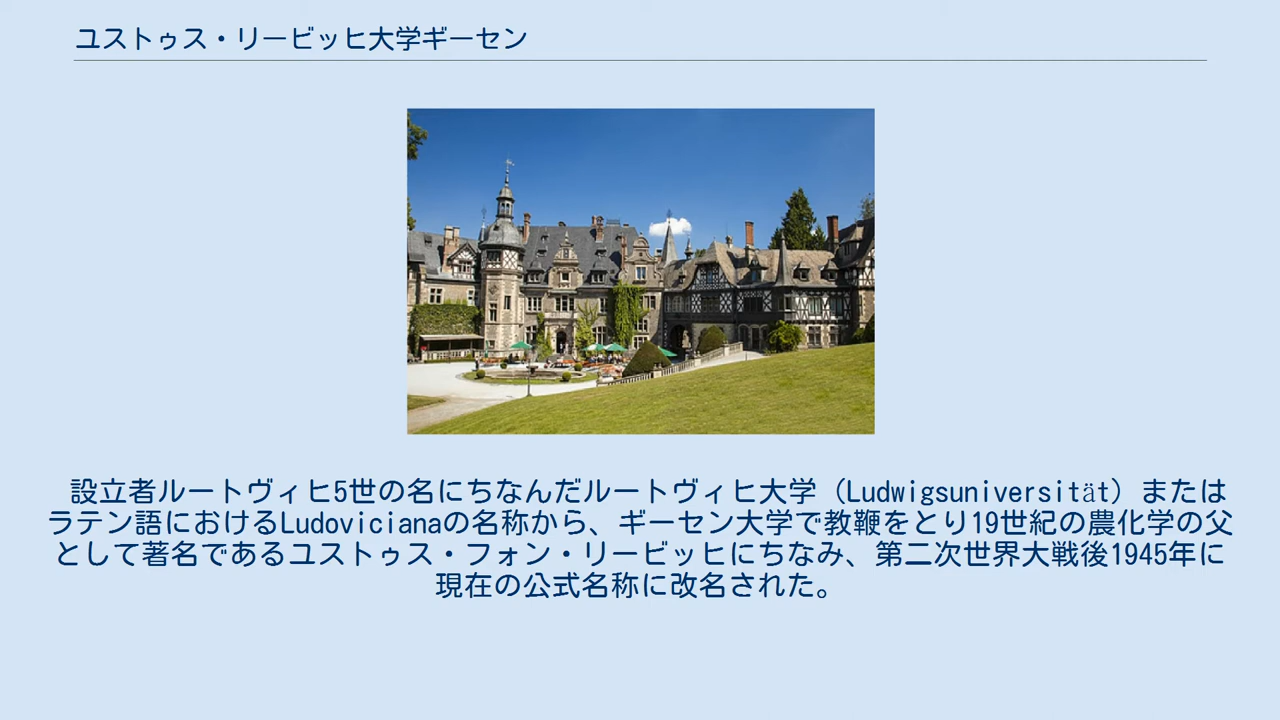 ユストゥス・リービッヒ大学ギーセン
設立者ルートヴィヒ5世の名にちなんだルートヴィヒ大学（Ludwigsuniversität）または
ラテン語におけるLudovicianaの名称から、ギーセン大学で教鞭をとり19世紀の農化学の父
として著名であるユストゥス・フォン・リービッヒにちなみ、第二次世界大戦後1945年に
現在の公式名称に改名された。